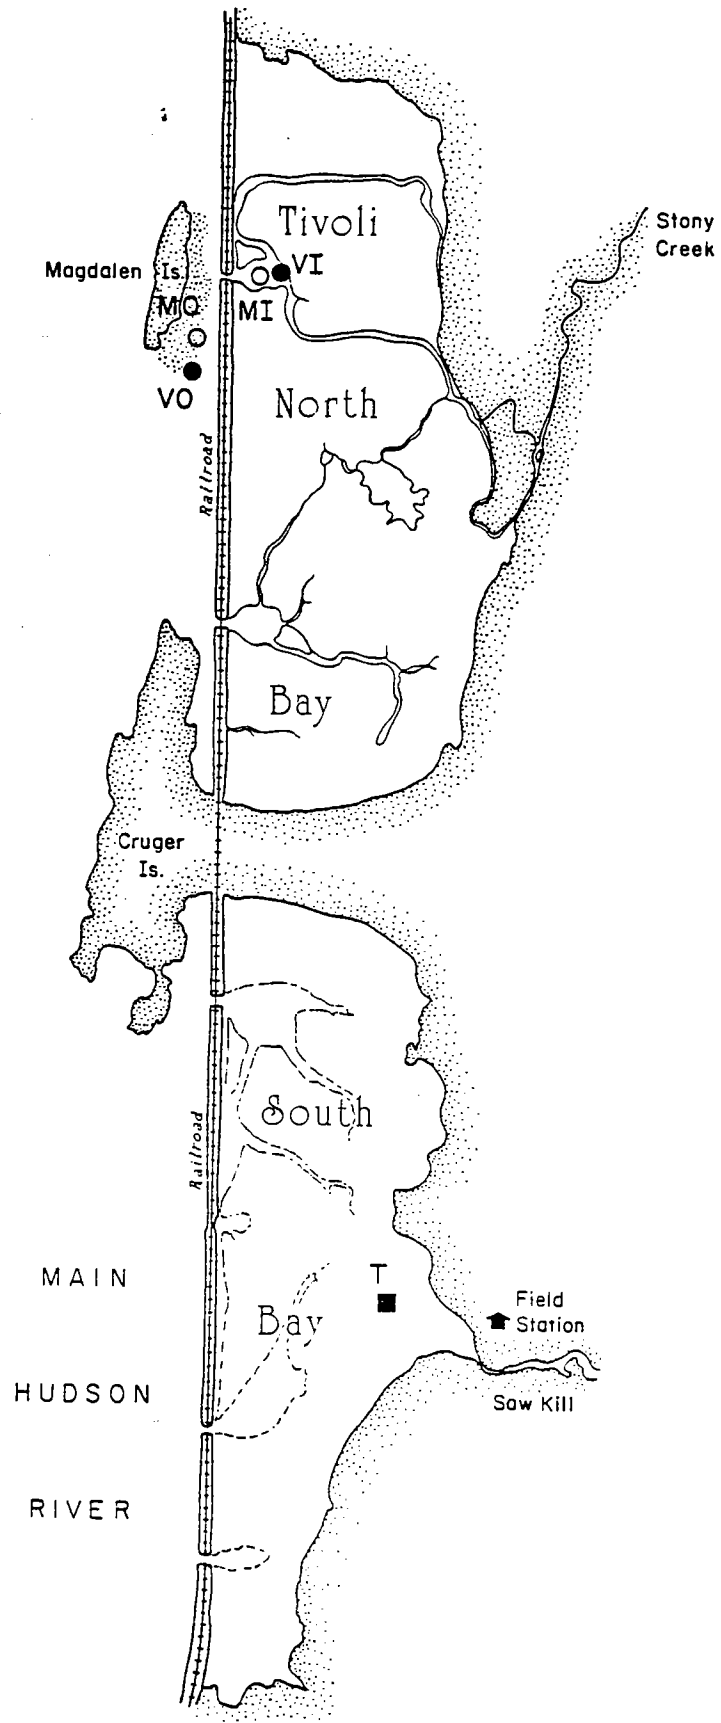 Tivoli
Stony
Creek
Magdalen Is.
VI
MO
MI
VO
North
Railroad
Bay
Cruger
Is.
South
Railroad
MAIN
T
Field
Station
Bay
HUDSON
Saw Kill
RIVER